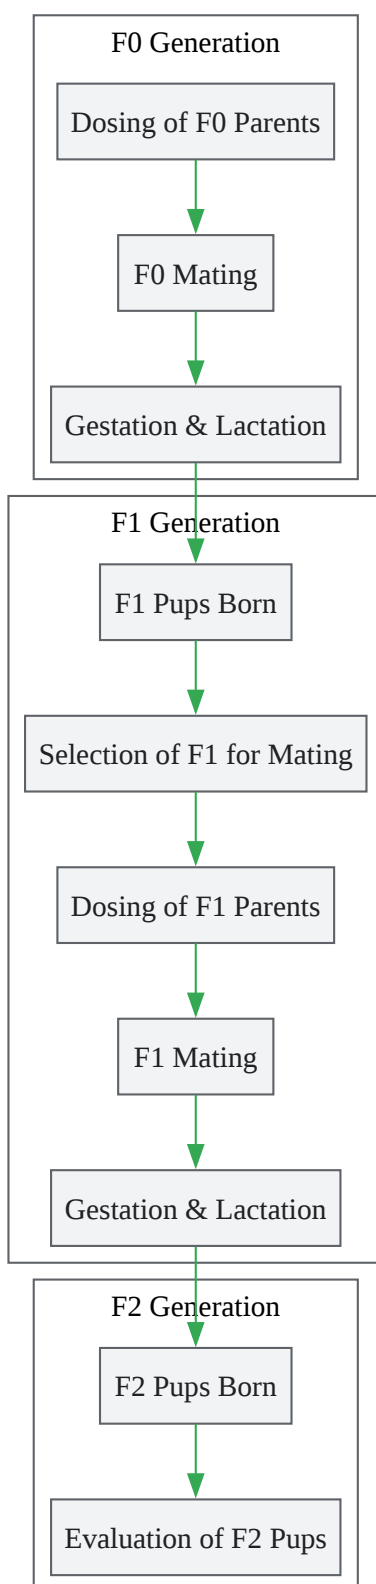 F0 Generation
Dosing of F0 Parents
F0 Mating
Gestation & Lactation
F1 Generation
F1 Pups Born
Selection of F1 for Mating
Dosing of F1 Parents
F1 Mating
Gestation & Lactation
F2 Generation
F2 Pups Born
Evaluation of F2 Pups